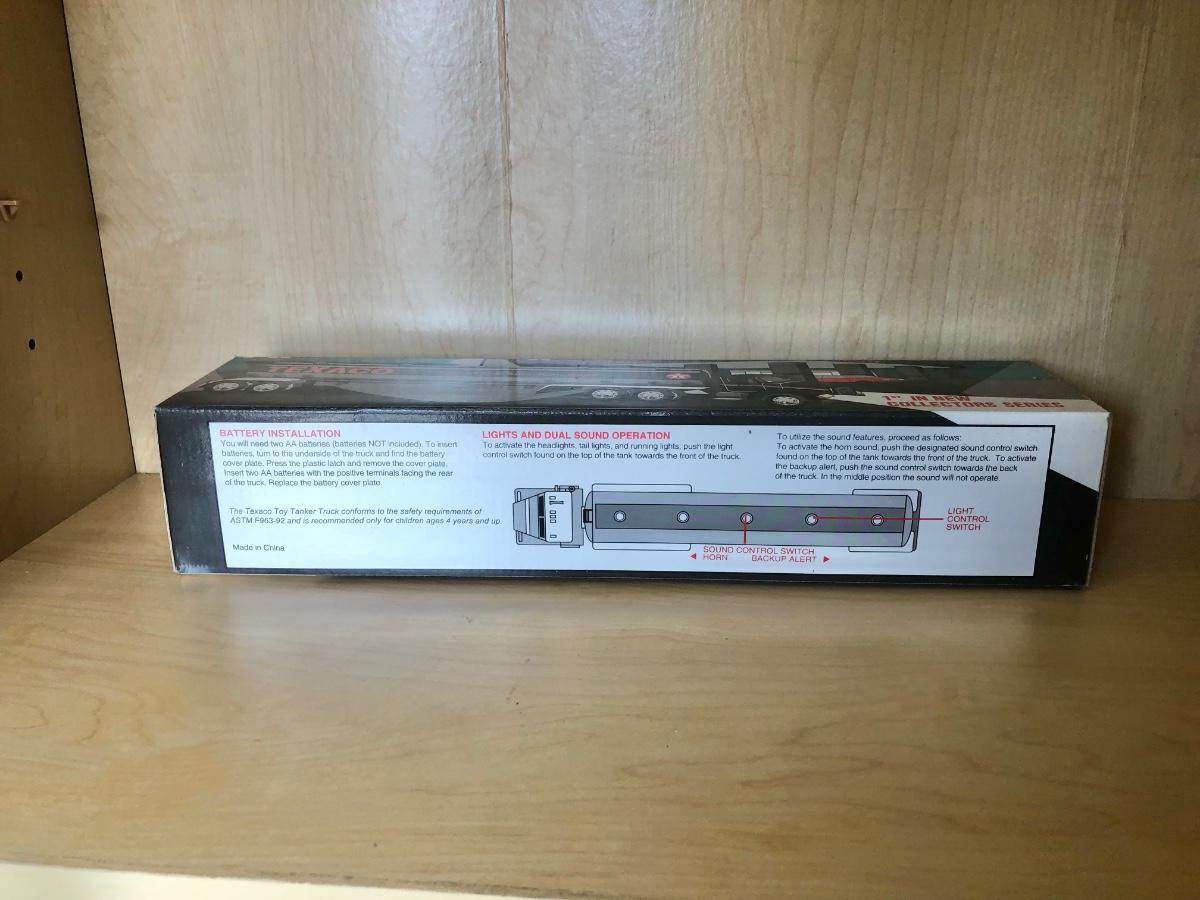 TEXACO
1st IN NEW
COLLECTORS SERIES
BATTERY INSTALLATION
You will need two AA batteries (batteries NOT included). To insert
batteries, turn to the underside of the truck and find the battery
cover plate. Press the plastic latch and remove the cover plate.
Insert two AA batteries with the positive terminals facing the rear
of the truck. Replace the battery cover plate.
The Texaco Toy Tanker Truck conforms to the safety requirements of
ASTM F963-92 and is recommended only for children ages 4 years and up.
Made in China
LIGHTS AND DUAL SOUND OPERATION
To activate the headlights, tail lights, and running lights, push the light
control switch found on the top of the tank towards the front of the truck.
To utilize the sound features, proceed as follows:
To activate the horn sound, push the designated sound control switch
found on the top of the tank towards the front of the truck. To activate
the backup alert, push the sound control switch towards the back
of the truck. In the middle position the sound will not operate.
LIGHT
CONTROL
SWITCH
SOUND CONTROL SWITCH
HORN BACKUP ALERT